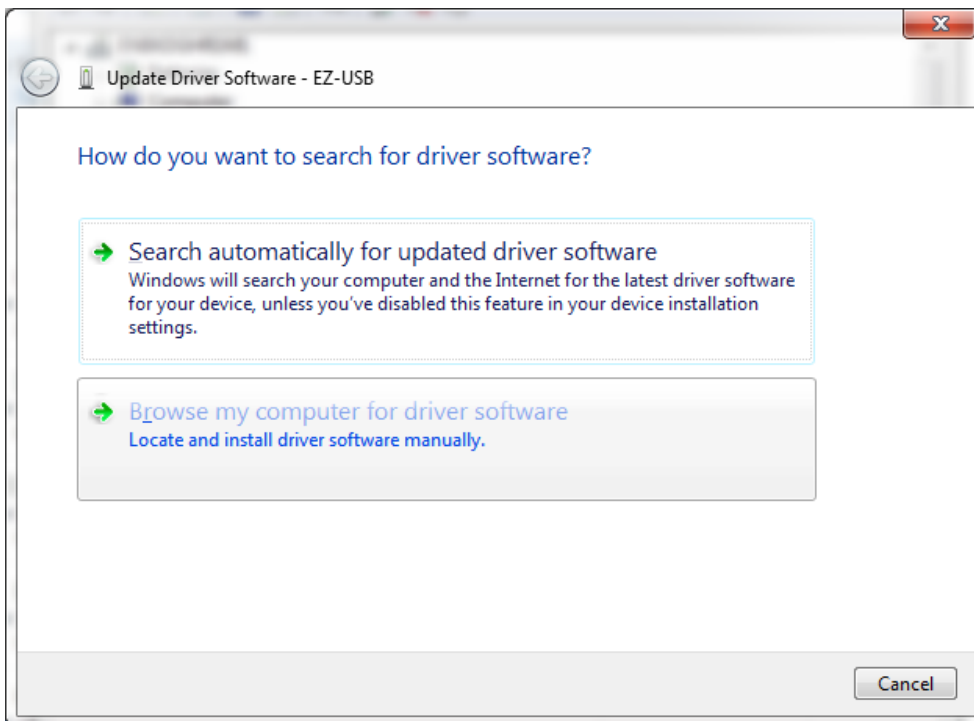 Update Driver Software - EZ-USB
How do you want to search for driver software?
Search automatically for updated driver software
Windows will search your computer and the Internet for the latest driver software
for your device, unless you've disabled this feature in your device installation
settings.
Browse my computer for driver software
Locate and install driver software manually.
Cancel